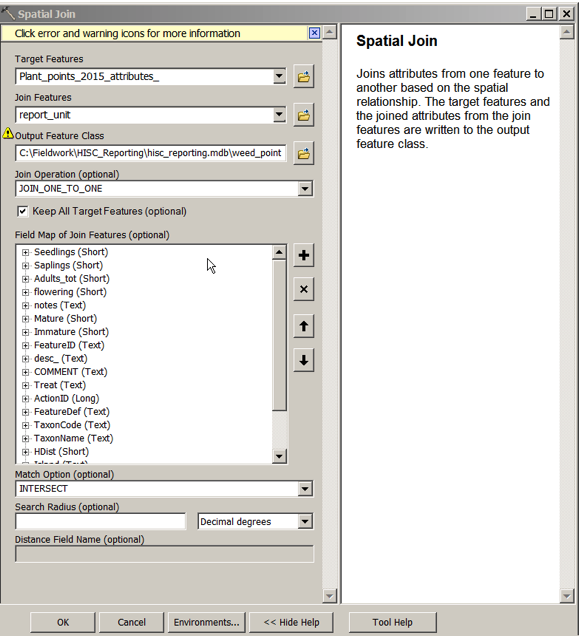 Spatial Join
Click error and warning icons for more information
Target Features
Plant_points_2015_attributes_
Join Features
report_unit
Output Feature Class
C:\Fieldwork\HISC_Reporting\hisc_reporting.mdb\weed_point
Join Operation (optional)
JOIN_ONE_TO_ONE
Keep All Target Features (optional)
Field Map of Join Features (optional)
Seedlings (Short)
Saplings (Short)
Adults_tot (Short)
flowering (Short)
notes (Text)
Mature (Short)
Immature (Short)
FeatureID (Text)
desc_ (Text)
COMMENT (Text)
Treat (Text)
ActionID (Long)
FeatureDef (Text)
TaxonCode (Text)
TaxonName (Text)
HDist (Short)
Island (Text)
Match Option (optional)
INTERSECT
Search Radius (optional)
Decimal degrees
Distance Field Name (optional)
Spatial Join
Joins attributes from one feature to
another based on the spatial
relationship. The target features and
the joined attributes from the join
features are written to the output
feature class.
OK
Cancel
Environments...
<< Hide Help
Tool Help